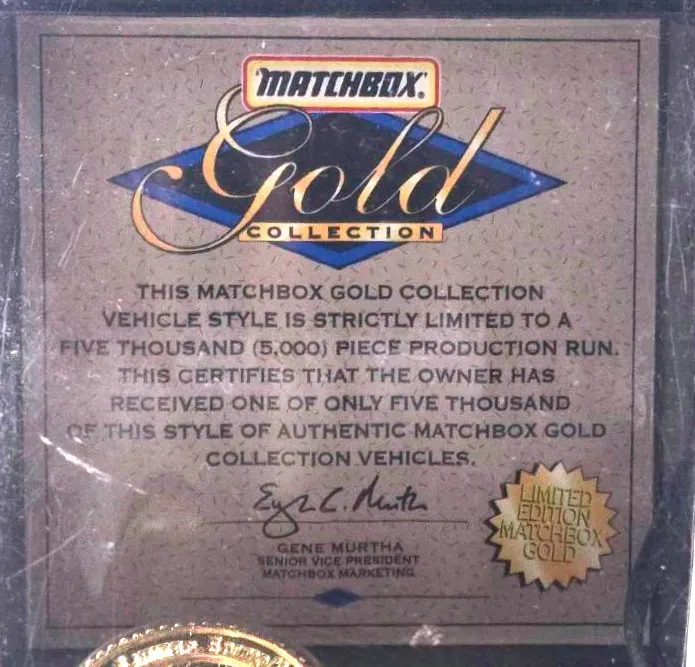 MATCHBOX
Gold
COLLECTION
THIS MATCHBOX GOLD COLLECTION
VEHICLE STYLE IS STRICTLY LIMITED TO A
FIVE THOUSAND (5,000) PIECE PRODUCTION RUN.
THIS CERTIFIES THAT THE OWNER HAS
RECEIVED ONE OF ONLY FIVE THOUSAND
OF THIS STYLE OF AUTHENTIC MATCHBOX GOLD
COLLECTION VEHICLES.
GENE MURTHA
SENIOR VICE PRESIDENT
MATCHBOX MARKETING
LIMITED
EDITION
MATCHBOX
GOLD